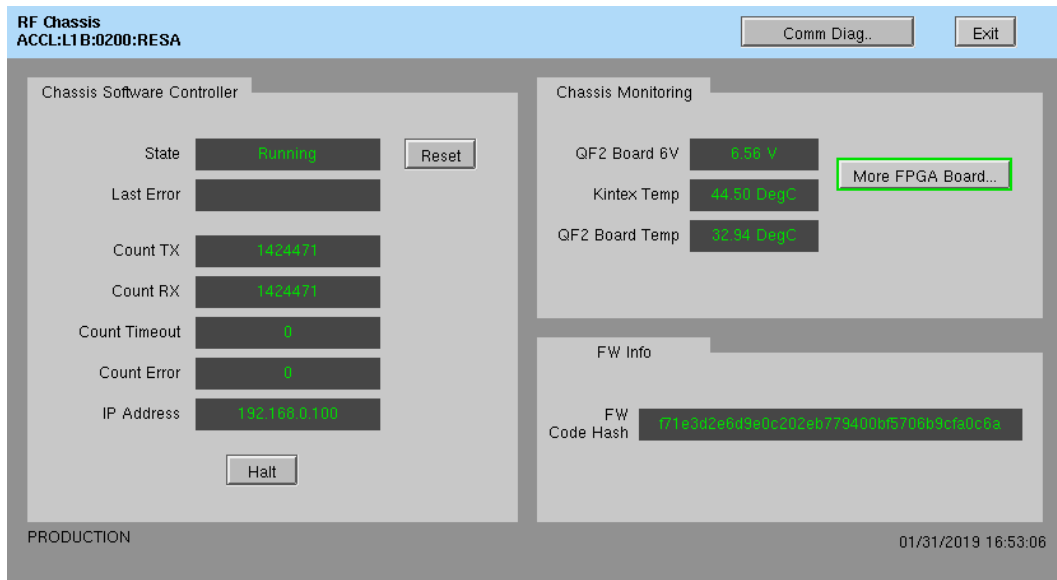 RF Chassis
ACCL:L1B:0200:RESA
Comm Diag..
Exit
Chassis Software Controller
State Running Reset
Last Error
Count TX 1424471
Count RX 1424471
Count Timeout 0
Count Error 0
IP Address 192.168.0.100
Halt
Chassis Monitoring
QF2 Board 6V 6.56 V
More FPGA Board...
Kintex Temp 44.50 DegC
QF2 Board Temp 32.94 DegC
FW Info
FW
Code Hash f71e3d2e6d9e0c202eb779400bf5706b9cfa0c6a
PRODUCTION
01/31/2019 16:53:06